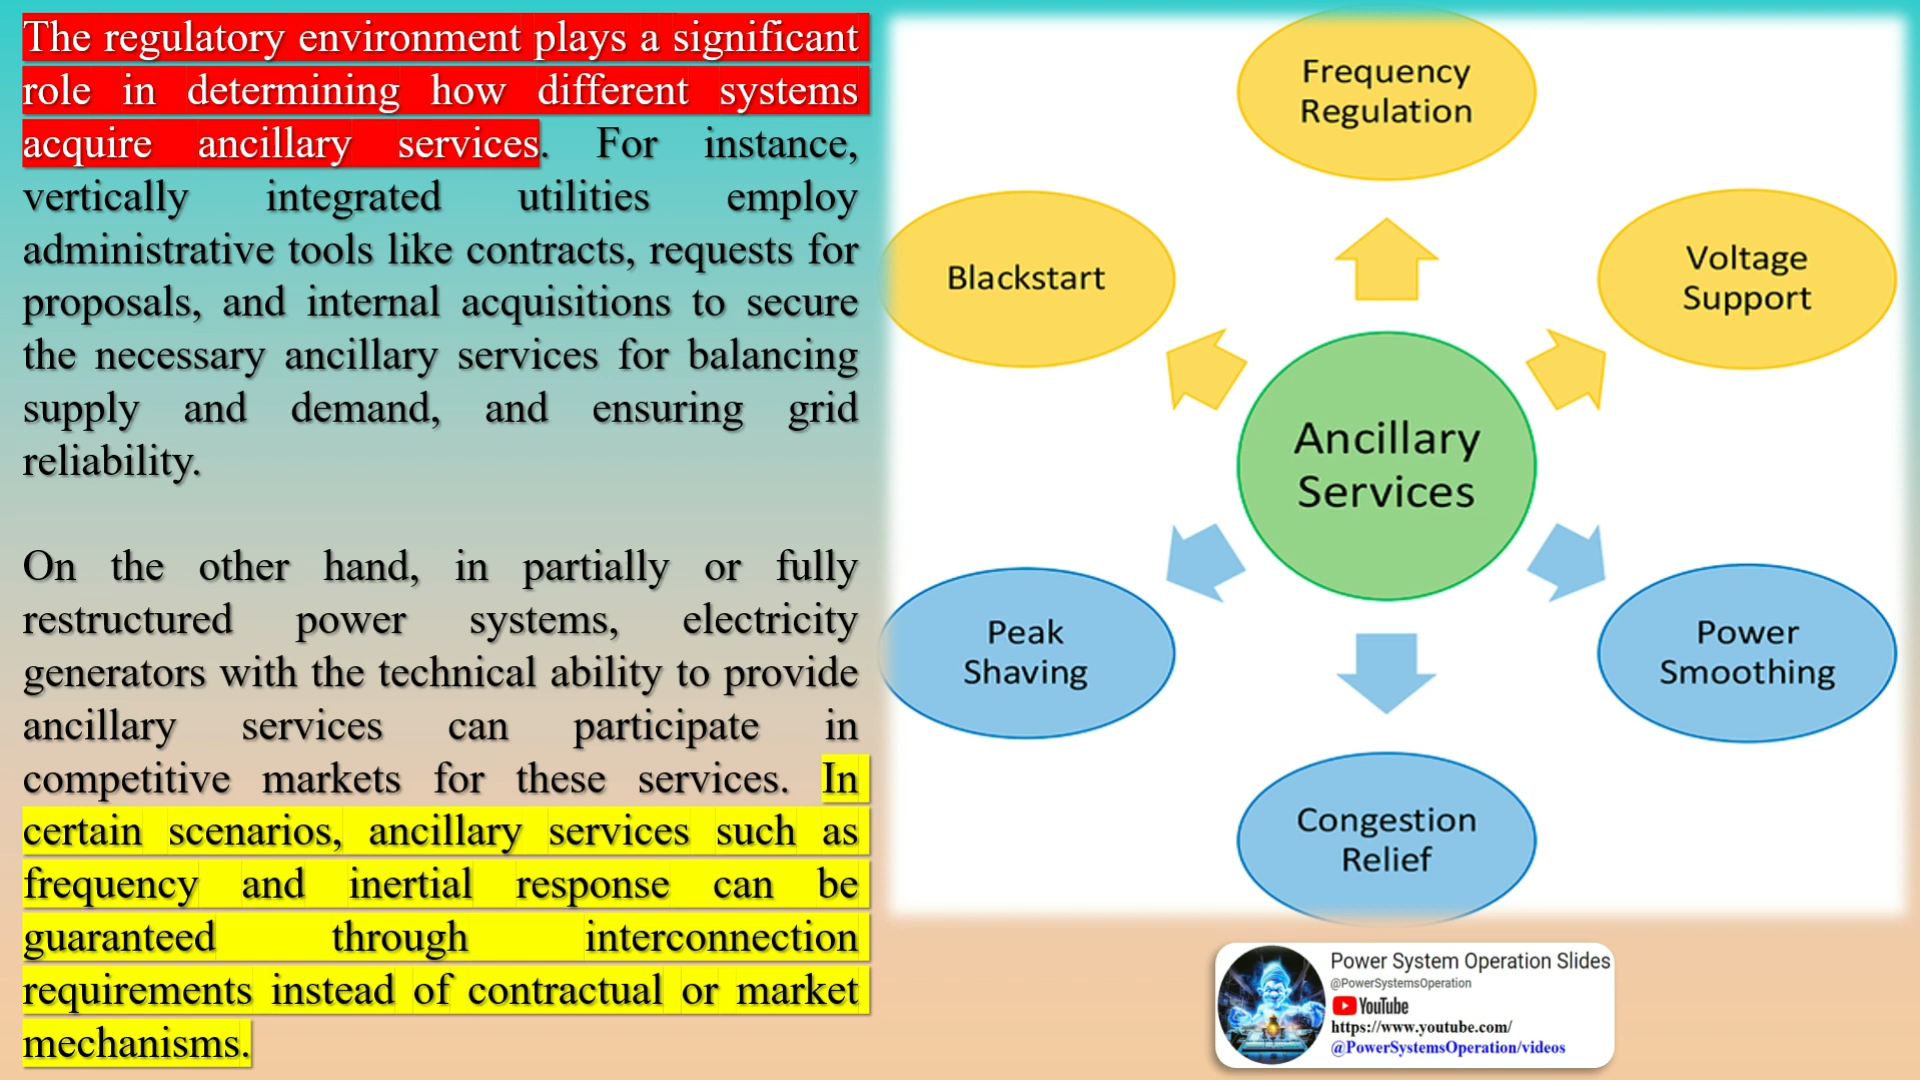 The regulatory environment plays a significant
role in determining how different systems
acquire ancillary services. For instance,
vertically integrated utilities employ
administrative tools like contracts, requests for
proposals, and internal acquisitions to secure
the necessary ancillary services for balancing
supply and demand, and ensuring grid
reliability.
On the other hand, in partially or fully
restructured power systems, electricity
generators with the technical ability to provide
ancillary services can participate in
competitive markets for these services. In
certain scenarios, ancillary services such as
frequency and inertial response can be
guaranteed through interconnection
requirements instead of contractual or market
mechanisms.
Frequency
Regulation
Blackstart
Voltage
Support
Ancillary
Services
Peak
Shaving
Power
Smoothing
Congestion
Relief
Power System Operation Slides
@PowerSystemsOperation
YouTube
https://www.youtube.com/
@PowerSystemsOperation/videos